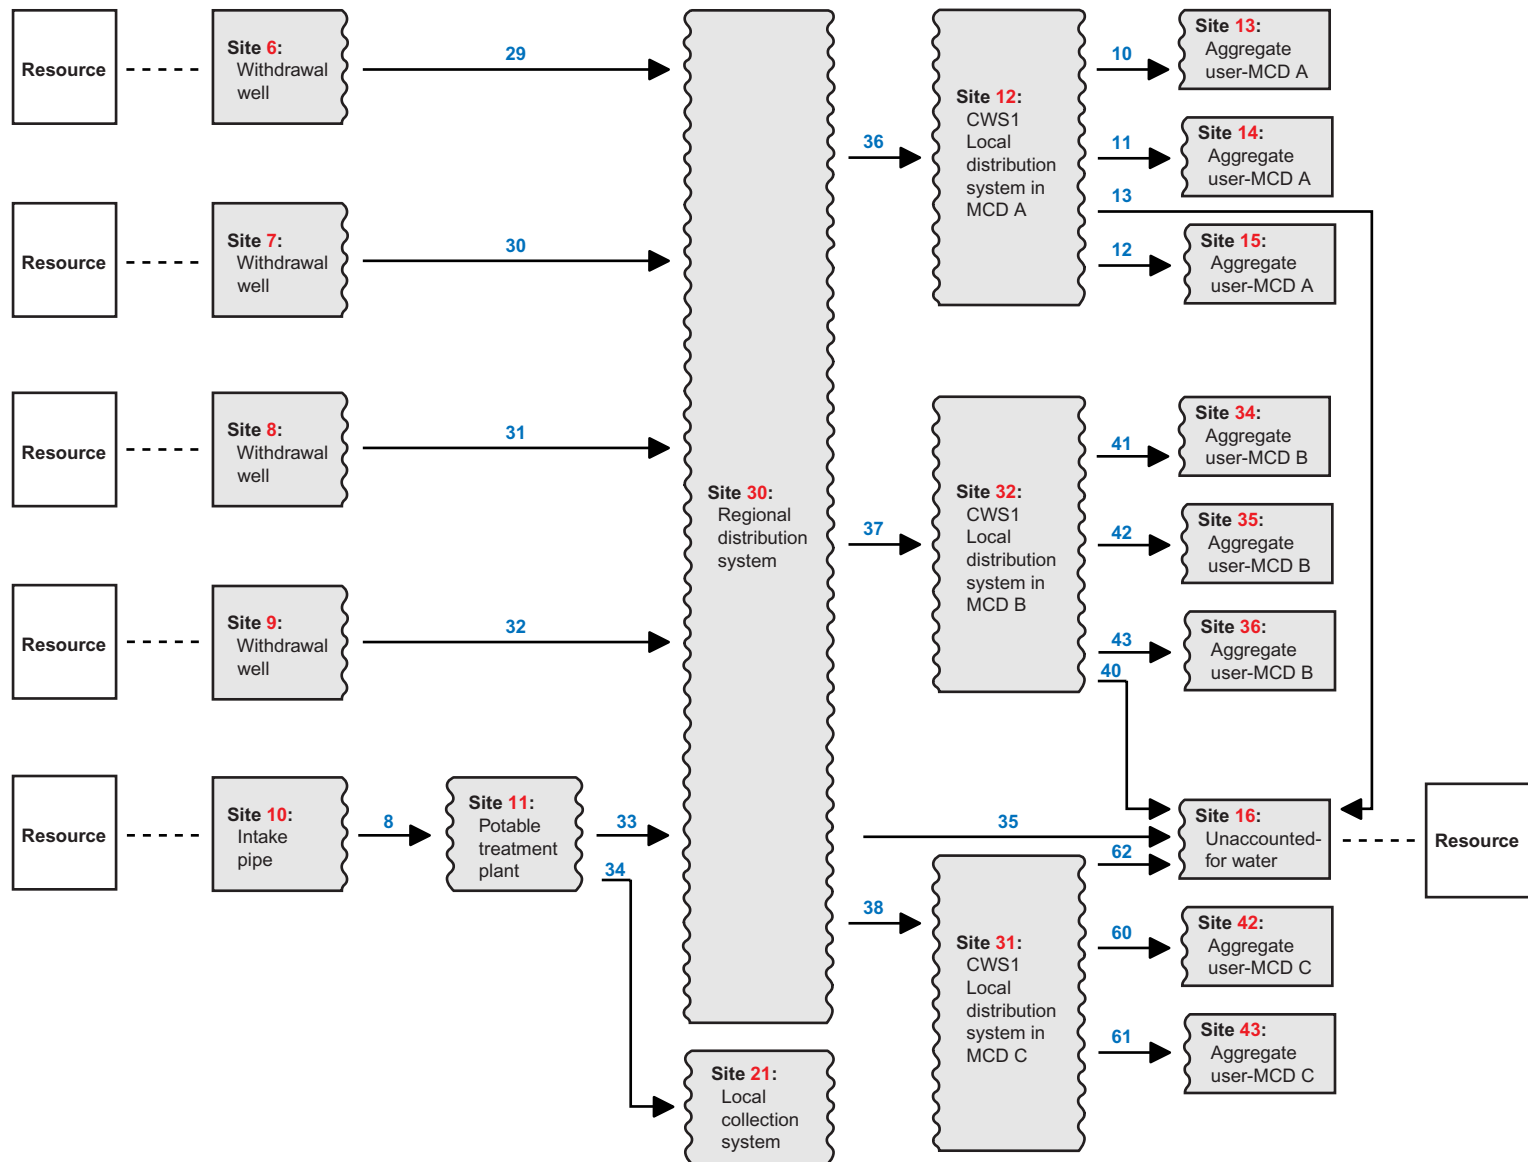 Resource
Site 6:
Withdrawal
well
29
Resource
Site 7:
Withdrawal
well
30
Resource
Site 8:
Withdrawal
well
31
Resource
Site 9:
Withdrawal
well
32
Resource
Site 10:
Intake
pipe
8
Site 11:
Potable
treatment
plant
33
34
Site 30:
Regional
distribution
system
Site 21:
Local
collection
system
36
37
35
38
Site 12:
CWS1
Local
distribution
system in
MCD A
10
11
13
12
Site 13:
Aggregate
user-MCD A
Site 14:
Aggregate
user-MCD A
Site 15:
Aggregate
user-MCD A
Site 32:
CWS1
Local
distribution
system in
MCD B
41
42
43
40
Site 34:
Aggregate
user-MCD B
Site 35:
Aggregate
user-MCD B
Site 36:
Aggregate
user-MCD B
Site 16:
Unaccounted-
for water
Resource
Site 31:
CWS1
Local
distribution
system in
MCD C
62
60
61
Site 42:
Aggregate
user-MCD C
Site 43:
Aggregate
user-MCD C